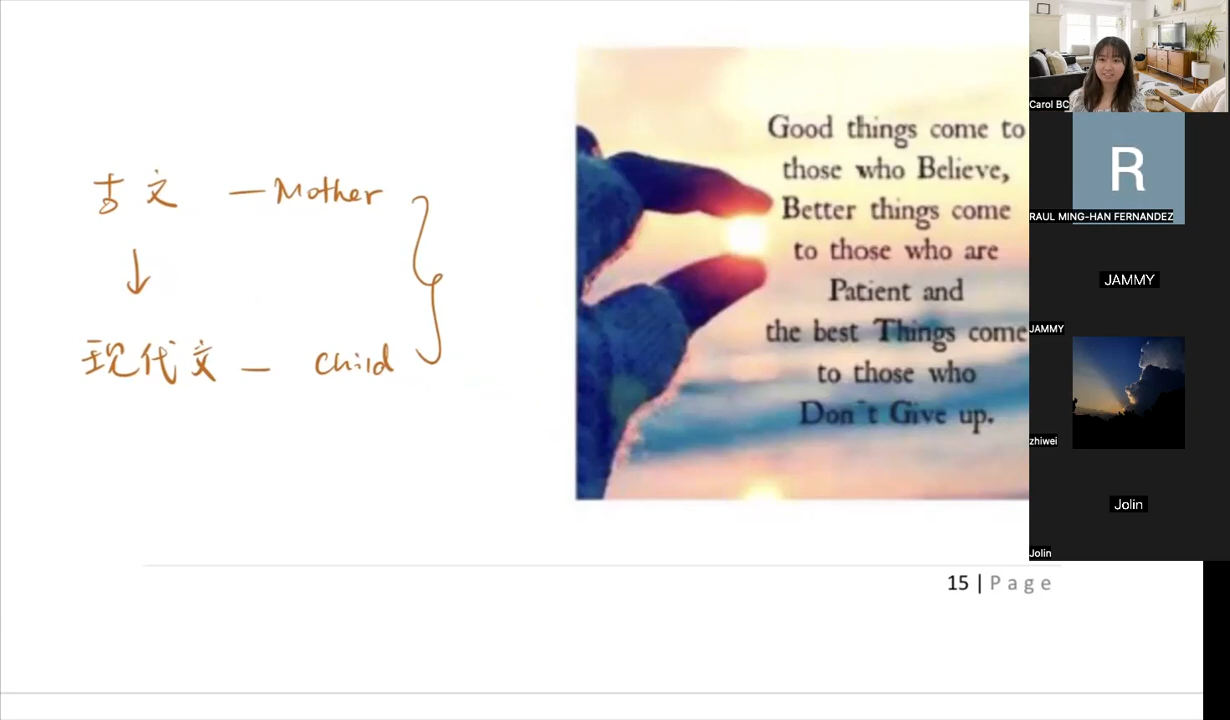 古文 — Mother
↓
现代文 — Child
Good things come to
those who Believe,
Better things come
to those who are
Patient and
the best Things come
to those who
Don't Give up.
15 | Page
Carol BC
R
RAUL MING-HAN FERNANDEZ
JAMMY
JAMMY
zhiwei
Jolin
Jolin